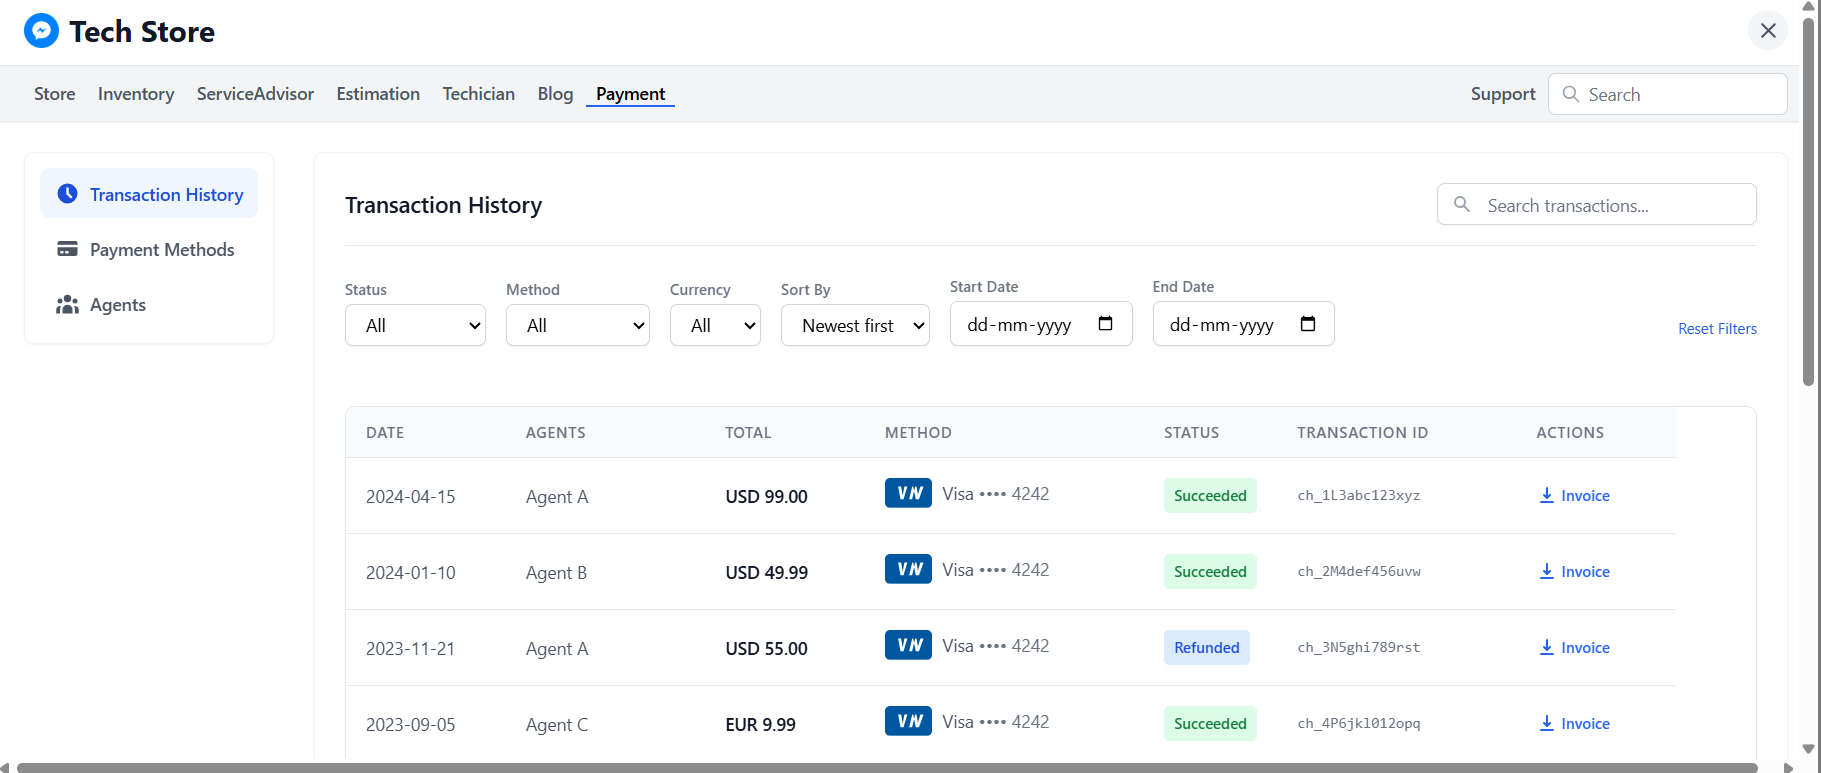 Tech Store
Store Inventory ServiceAdvisor Estimation Techician Blog Payment Support Search
Transaction History
Payment Methods
Agents
Transaction History
Search transactions...
Status Method Currency Sort By Start Date End Date
All All All Newest first dd-mm-yyyy dd-mm-yyyy
Reset Filters
DATE AGENTS TOTAL METHOD STATUS TRANSACTION ID ACTIONS
2024-04-15 Agent A USD 99.00 Visa •••• 4242 Succeeded ch_1L3abc123xyz Invoice
2024-01-10 Agent B USD 49.99 Visa •••• 4242 Succeeded ch_2M4def456uvw Invoice
2023-11-21 Agent A USD 55.00 Visa •••• 4242 Refunded ch_3N5ghi789rst Invoice
2023-09-05 Agent C EUR 9.99 Visa •••• 4242 Succeeded ch_4P6jkl012opq Invoice